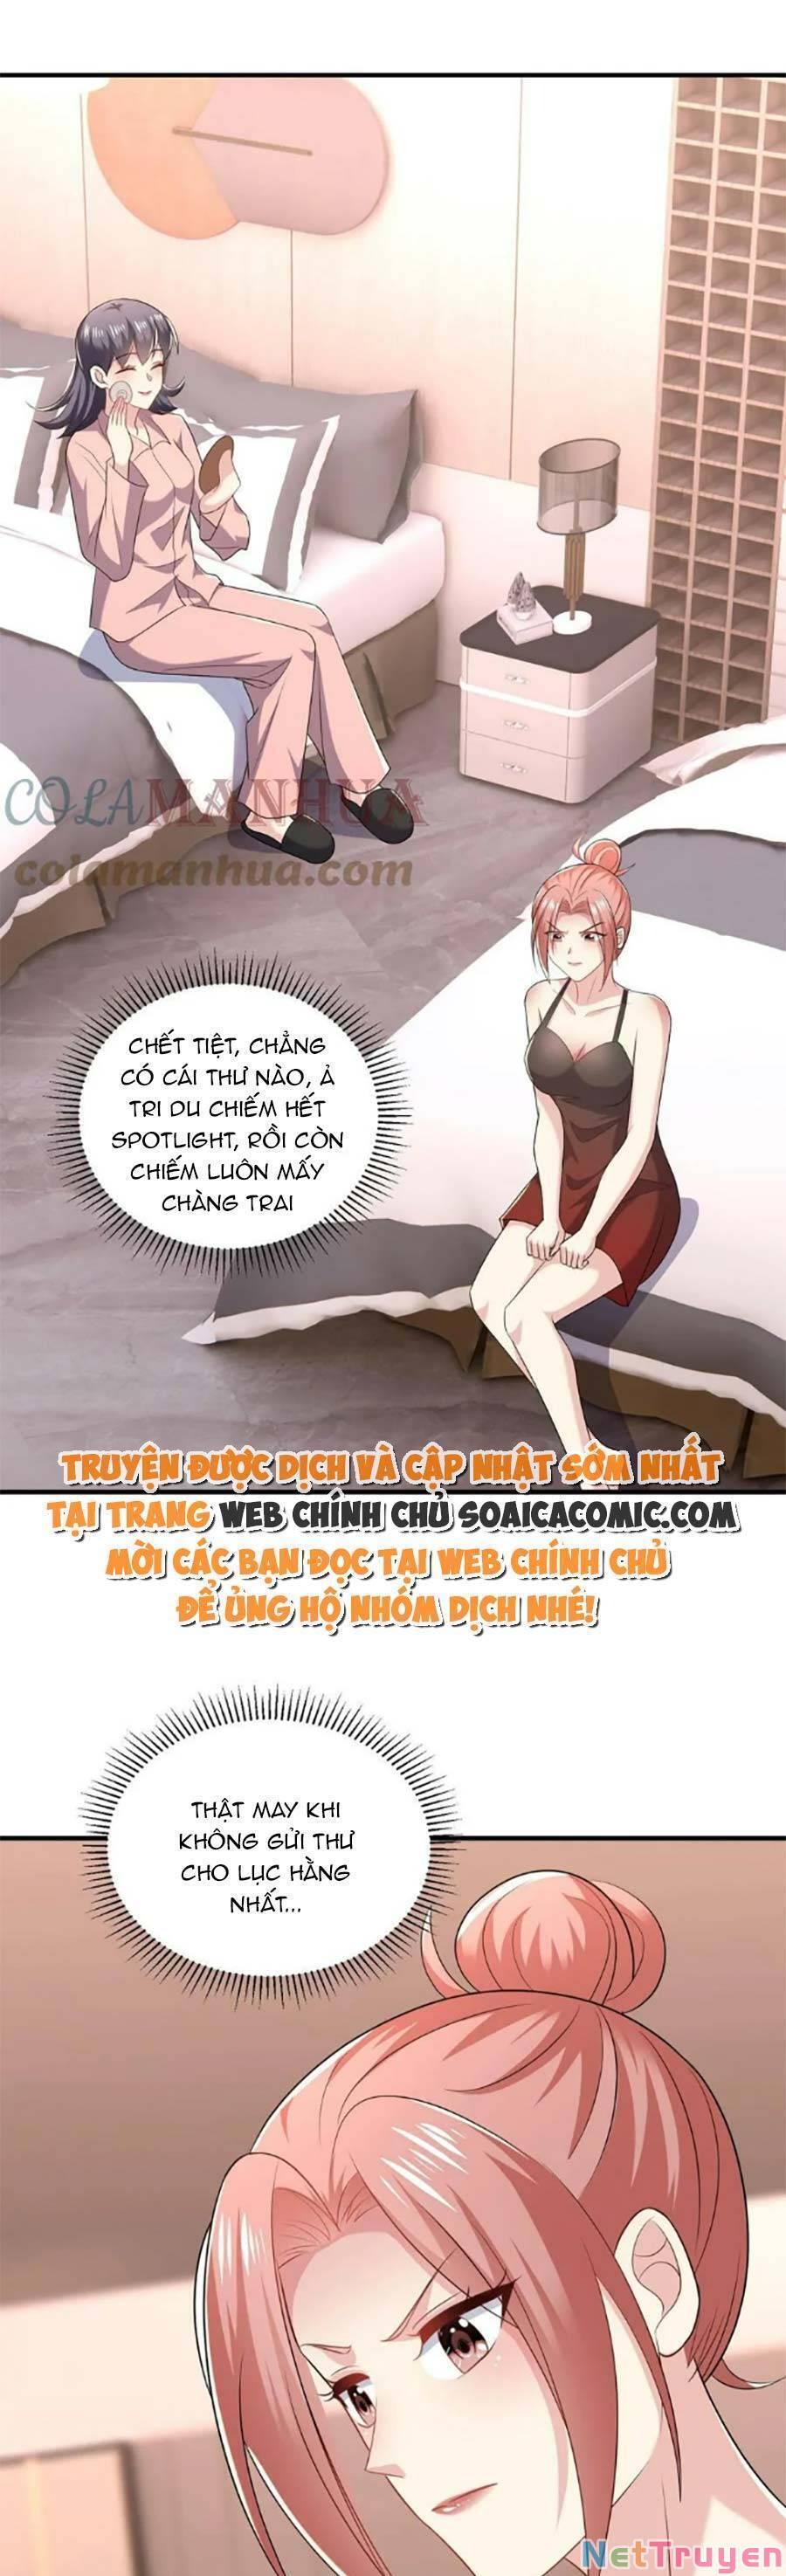 COLAMANHUA
colamanhua.com
CHẾT TIỆT, CHẲNG
CÓ CÁI THƯ NÀO, Ả
TRI DU CHIẾM HẾT
SPOTLIGHT, RỒI CÒN
CHIẾM LUÔN MẤY
CHÀNG TRAI
TRUYỆN ĐƯỢC DỊCH VÀ CẬP NHẬT SỚM NHẤT
TẠI TRANG WEB CHÍNH CHỦ SOAICACOMIC.COM
MỜI CÁC BẠN ĐỌC TẠI WEB CHÍNH CHỦ
ĐỂ ỦNG HỘ NHÓM DỊCH NHÉ!
THẬT MAY KHI
KHÔNG GỬI THƯ
CHO LỤC HẰNG
NHẤT...
NetTruyen